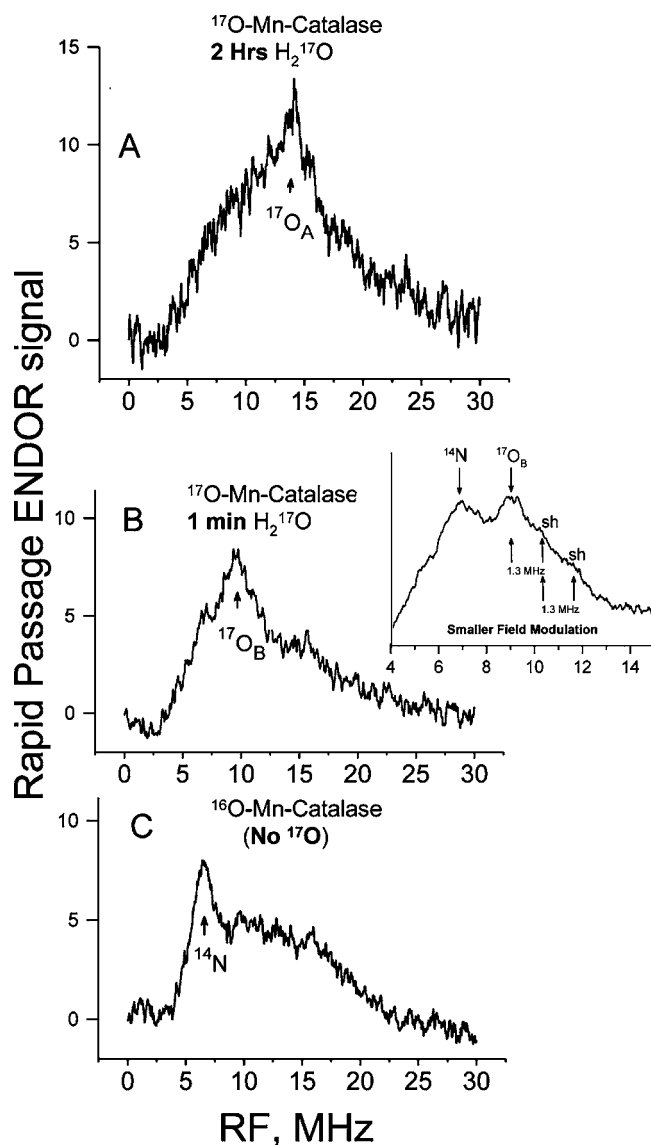 ¹⁷O-Mn-Catalase
2 Hrs H₂¹⁷O
15
10
5
0
A
¹⁷O_A
0 5 10 15 20 25 30
Rapid Passage ENDOR signal
¹⁷O-Mn-Catalase
1 min H₂¹⁷O
10
5
0
B
¹⁷O_B
0 5 10 15 20 25 30
¹⁴N
¹⁷O_B
sh
sh
1.3 MHz
1.3 MHz
Smaller Field Modulation
4 6 8 10 12 14
¹⁶O-Mn-Catalase
(No ¹⁷O)
10
5
0
C
¹⁴N
0 5 10 15 20 25 30
RF, MHz